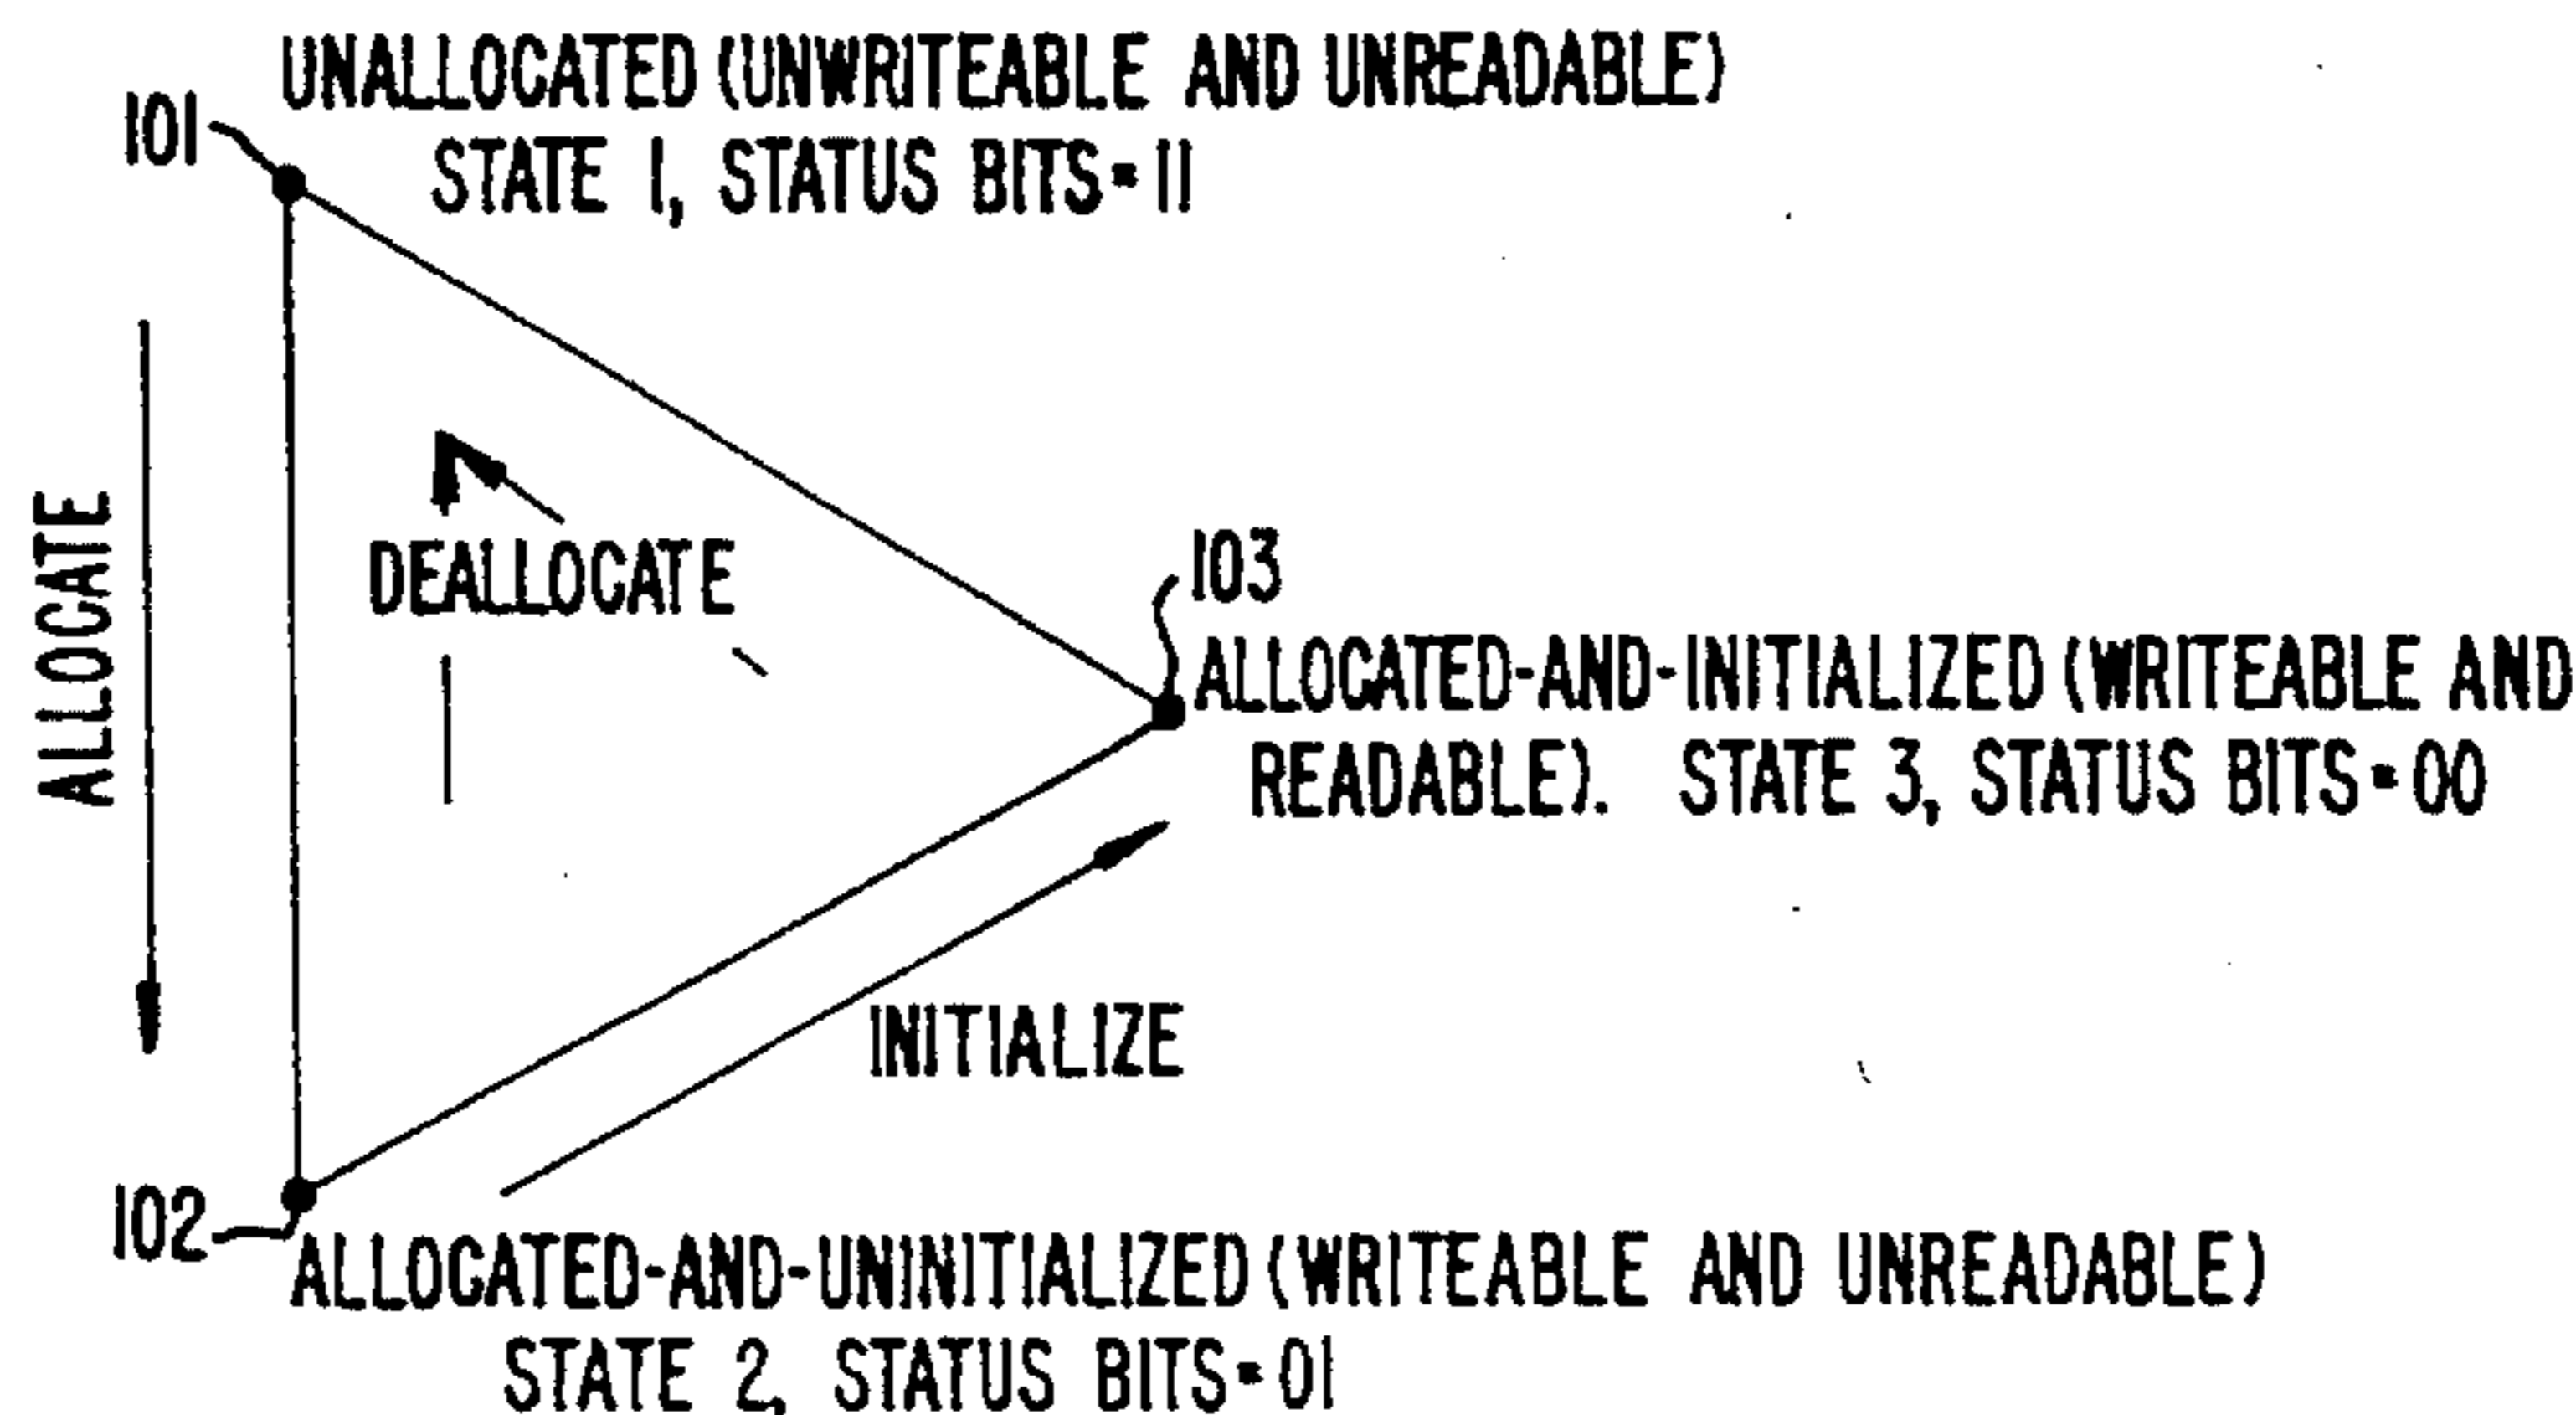 UNALLOCATED (UNWRITEABLE AND UNREADABLE)
101
STATE 1, STATUS BITS=11
ALLOCATE
DEALLOCATE
103
ALLOCATED-AND-INITIALIZED (WRITEABLE AND
READABLE). STATE 3, STATUS BITS=00
INITIALIZE
102
ALLOCATED-AND-UNINITIALIZED (WRITEABLE AND UNREADABLE)
STATE 2, STATUS BITS=01